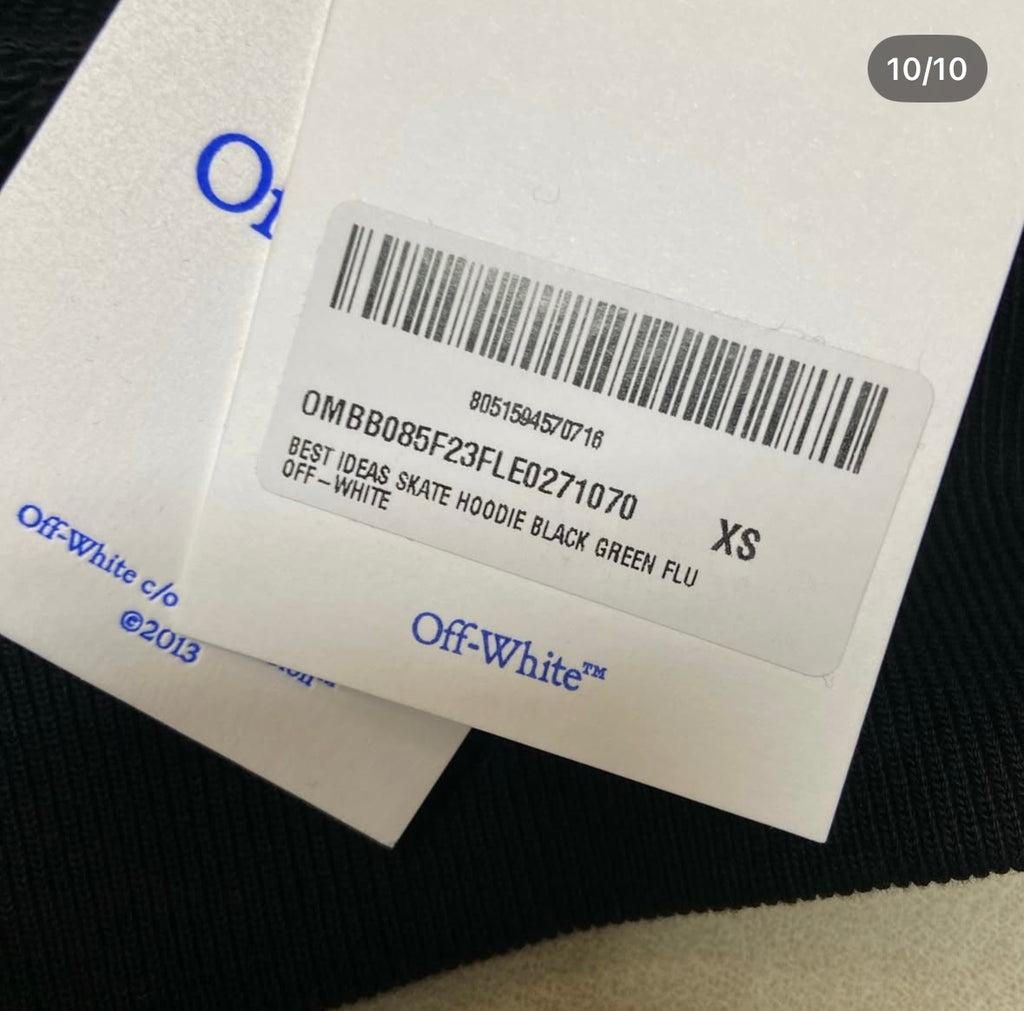 10/10
8051594570716
OMBB085F23FLE0271070
XS
BEST IDEAS SKATE HOODIE BLACK GREEN FLU
OFF-WHITE
Off-White™
Off-White c/o
©2013